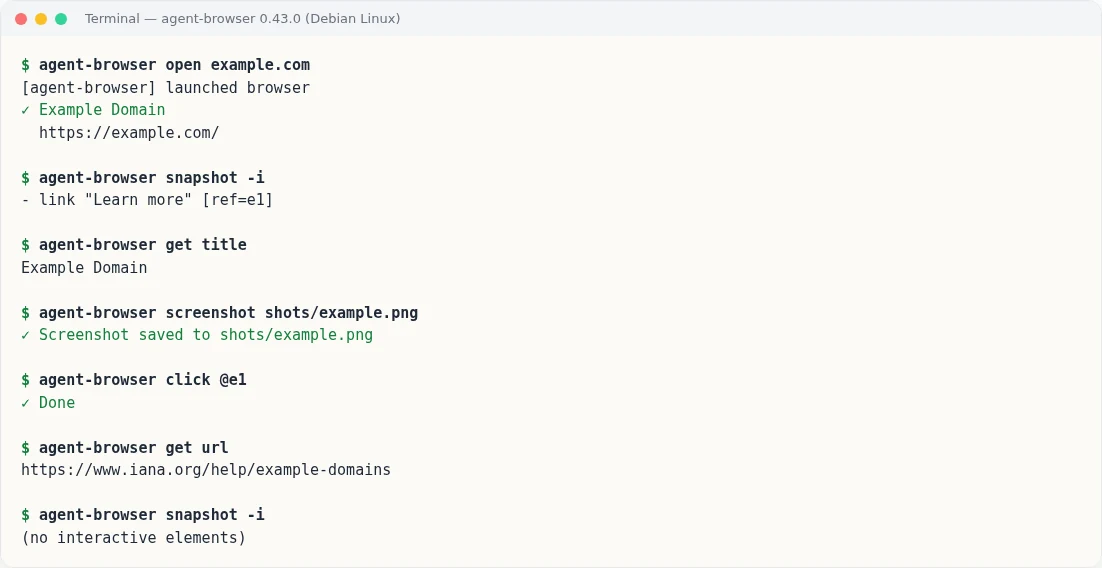 Terminal — agent-browser 0.43.0 (Debian Linux)
$ agent-browser open example.com
[agent-browser] launched browser
✓ Example Domain
https://example.com/
$ agent-browser snapshot -i
- link "Learn more" [ref=e1]
$ agent-browser get title
Example Domain
$ agent-browser screenshot shots/example.png
✓ Screenshot saved to shots/example.png
$ agent-browser click @e1
✓ Done
$ agent-browser get url
https://www.iana.org/help/example-domains
$ agent-browser snapshot -i
(no interactive elements)